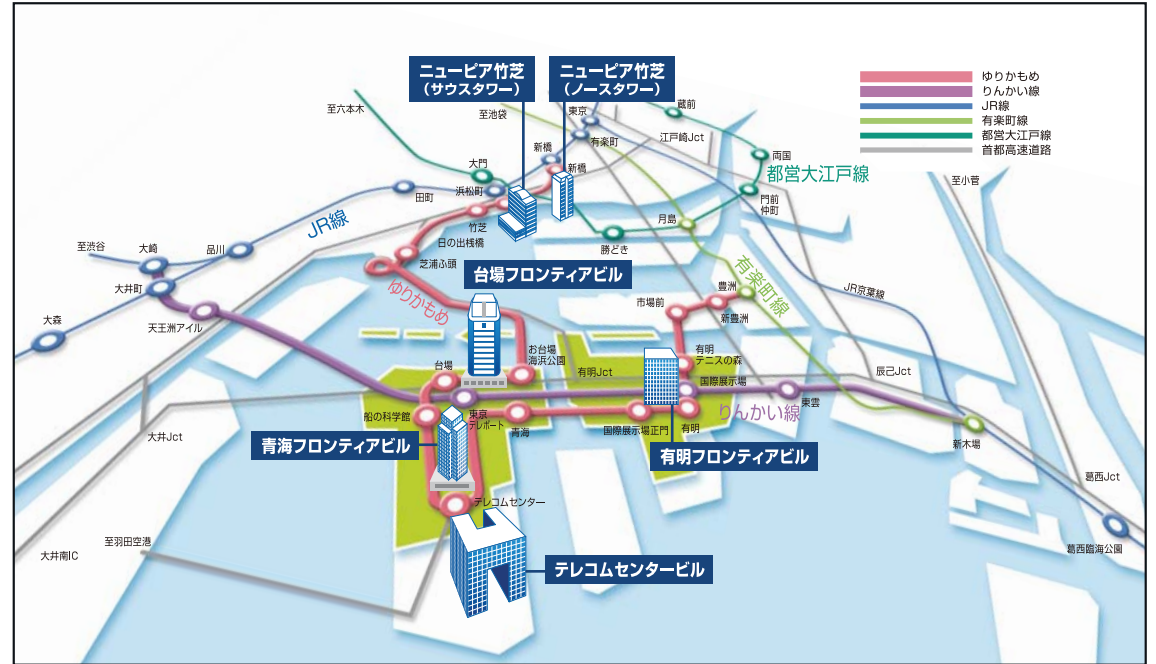 ニューピア竹芝
（サウスタワー）
ニューピア竹芝
（ノースタワー）
ゆりかもめ
りんかい線
JR線
有楽町線
都営大江戸線
首都高速道路
至六本木
至池袋
東京
蔵前
江戸崎Jct
有楽町
新橋
新橋
両国
都営大江戸線
大門
浜松町
田町
門前
仲町
至小菅
竹芝
月島
勝どき
JR線
日の出桟橋
至渋谷
大崎
品川
芝浦ふ頭
台場フロンティアビル
有楽町線
大井町
ゆりかもめ
豊洲
JR京葉線
市場前
新豊洲
大森
天王洲アイル
お台場
海浜公園
有明
テニスの森
台場
有明Jct
辰己Jct
国際展示場
東雲
りんかい線
船の科学館
東京
テレポート
青海
国際展示場正門
有明
大井Jct
新木場
青海フロンティアビル
有明フロンティアビル
葛西Jct
テレコムセンター
至羽田空港
大井南IC
葛西臨海公園
テレコムセンタービル